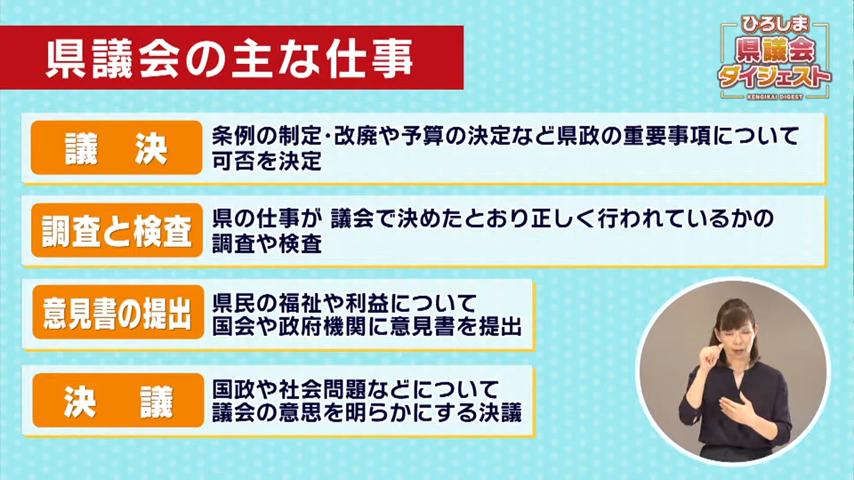 県議会の主な仕事
ひろしま
県議会
ダイジェスト
KENGIKAI DIGEST
議 決
条例の制定・改廃や予算の決定など県政の重要事項について
可否を決定
調査と検査
県の仕事が 議会で決めたとおり正しく行われているかの
調査や検査
意見書の提出
県民の福祉や利益について
国会や政府機関に意見書を提出
決 議
国政や社会問題などについて
議会の意思を明らかにする決議